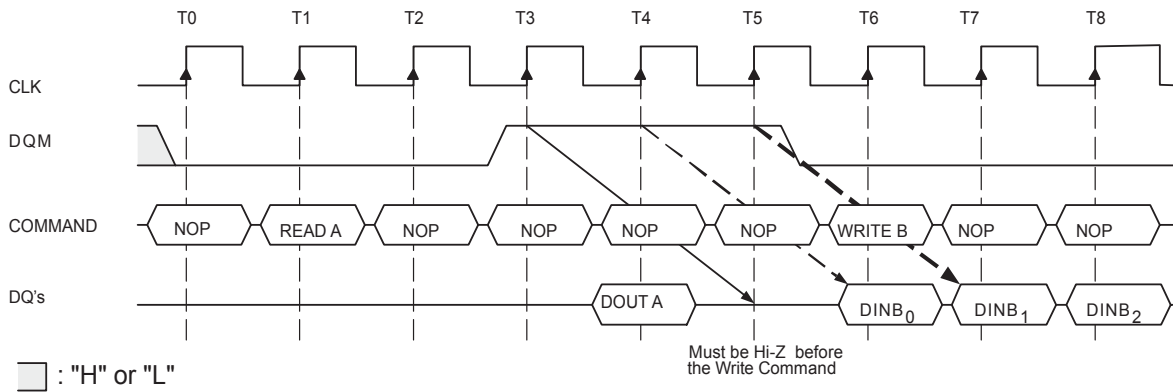 T0 T1 T2 T3 T4 T5 T6 T7 T8
CLK
DQM
COMMAND NOP READ A NOP NOP NOP NOP WRITE B NOP NOP
DQ's DOUT A DINB0 DINB1 DINB2
Must be Hi-Z before
the Write Command
: "H" or "L"